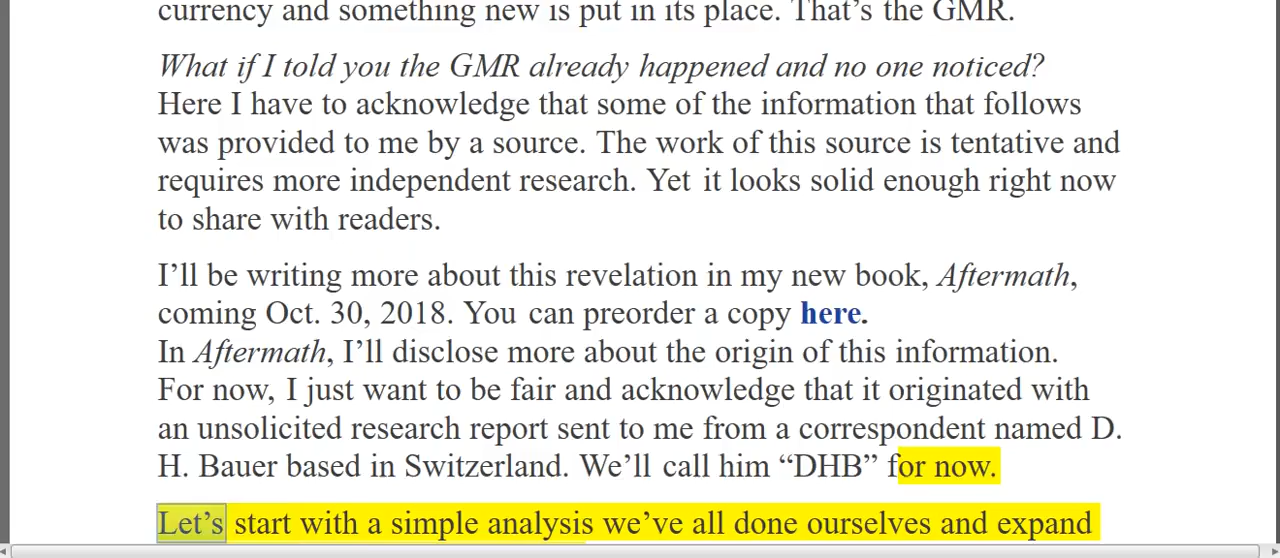 currency and something new is put in its place. That’s the GMR.
What if I told you the GMR already happened and no one noticed?
Here I have to acknowledge that some of the information that follows
was provided to me by a source. The work of this source is tentative and
requires more independent research. Yet it looks solid enough right now
to share with readers.
I’ll be writing more about this revelation in my new book, Aftermath,
coming Oct. 30, 2018. You can preorder a copy here.
In Aftermath, I’ll disclose more about the origin of this information.
For now, I just want to be fair and acknowledge that it originated with
an unsolicited research report sent to me from a correspondent named D.
H. Bauer based in Switzerland. We’ll call him “DHB” for now.
Let’s start with a simple analysis we’ve all done ourselves and expand